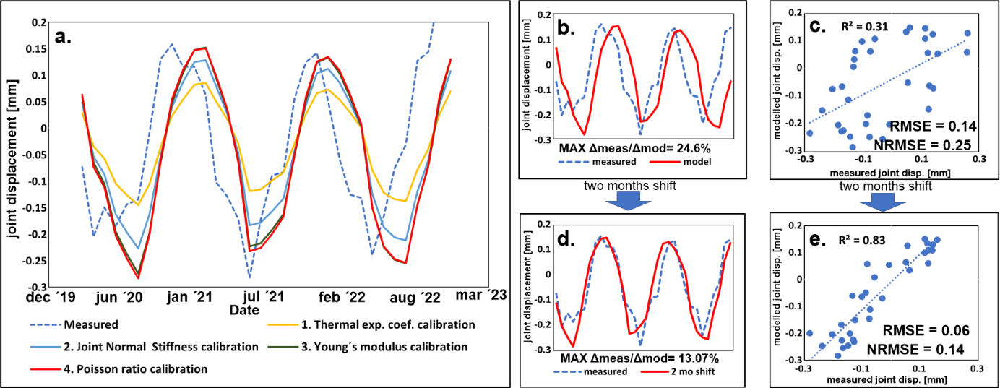 a.
joint displacement [mm]
0.2
0.15
0.1
0.05
0
-0.05
-0.1
-0.15
-0.2
-0.25
-0.3
dec ´19
jun ´20
jan ´21
jul ´21
feb ´22
aug ´22
mar ´23
Date
Measured
1. Thermal exp. coef. calibration
2. Joint Normal Stiffness calibration
3. Young´s modulus calibration
4. Poisson ratio calibration
b.
joint displacement [mm]
0.2
0.1
0
-0.1
-0.2
-0.3
MAX Δmeas/Δmod= 24.6%
measured
model
two months shift
d.
joint displacement [mm]
0.2
0.1
0
-0.1
-0.2
-0.3
MAX Δmeas/Δmod= 13.07%
measured
2 mo shift
c.
R² = 0.31
modelled joint disp. [mm]
0.2
0.1
0
-0.1
-0.2
-0.3
RMSE = 0.14
NRMSE = 0.25
-0.3
-0.1
0.1
0.3
measured joint disp. [mm]
two months shift
e.
R² = 0.83
modelled joint disp. [mm]
0.2
0.1
0
-0.1
-0.2
-0.3
RMSE = 0.06
NRMSE = 0.14
-0.3
-0.1
0.1
0.3
measured joint disp. [mm]